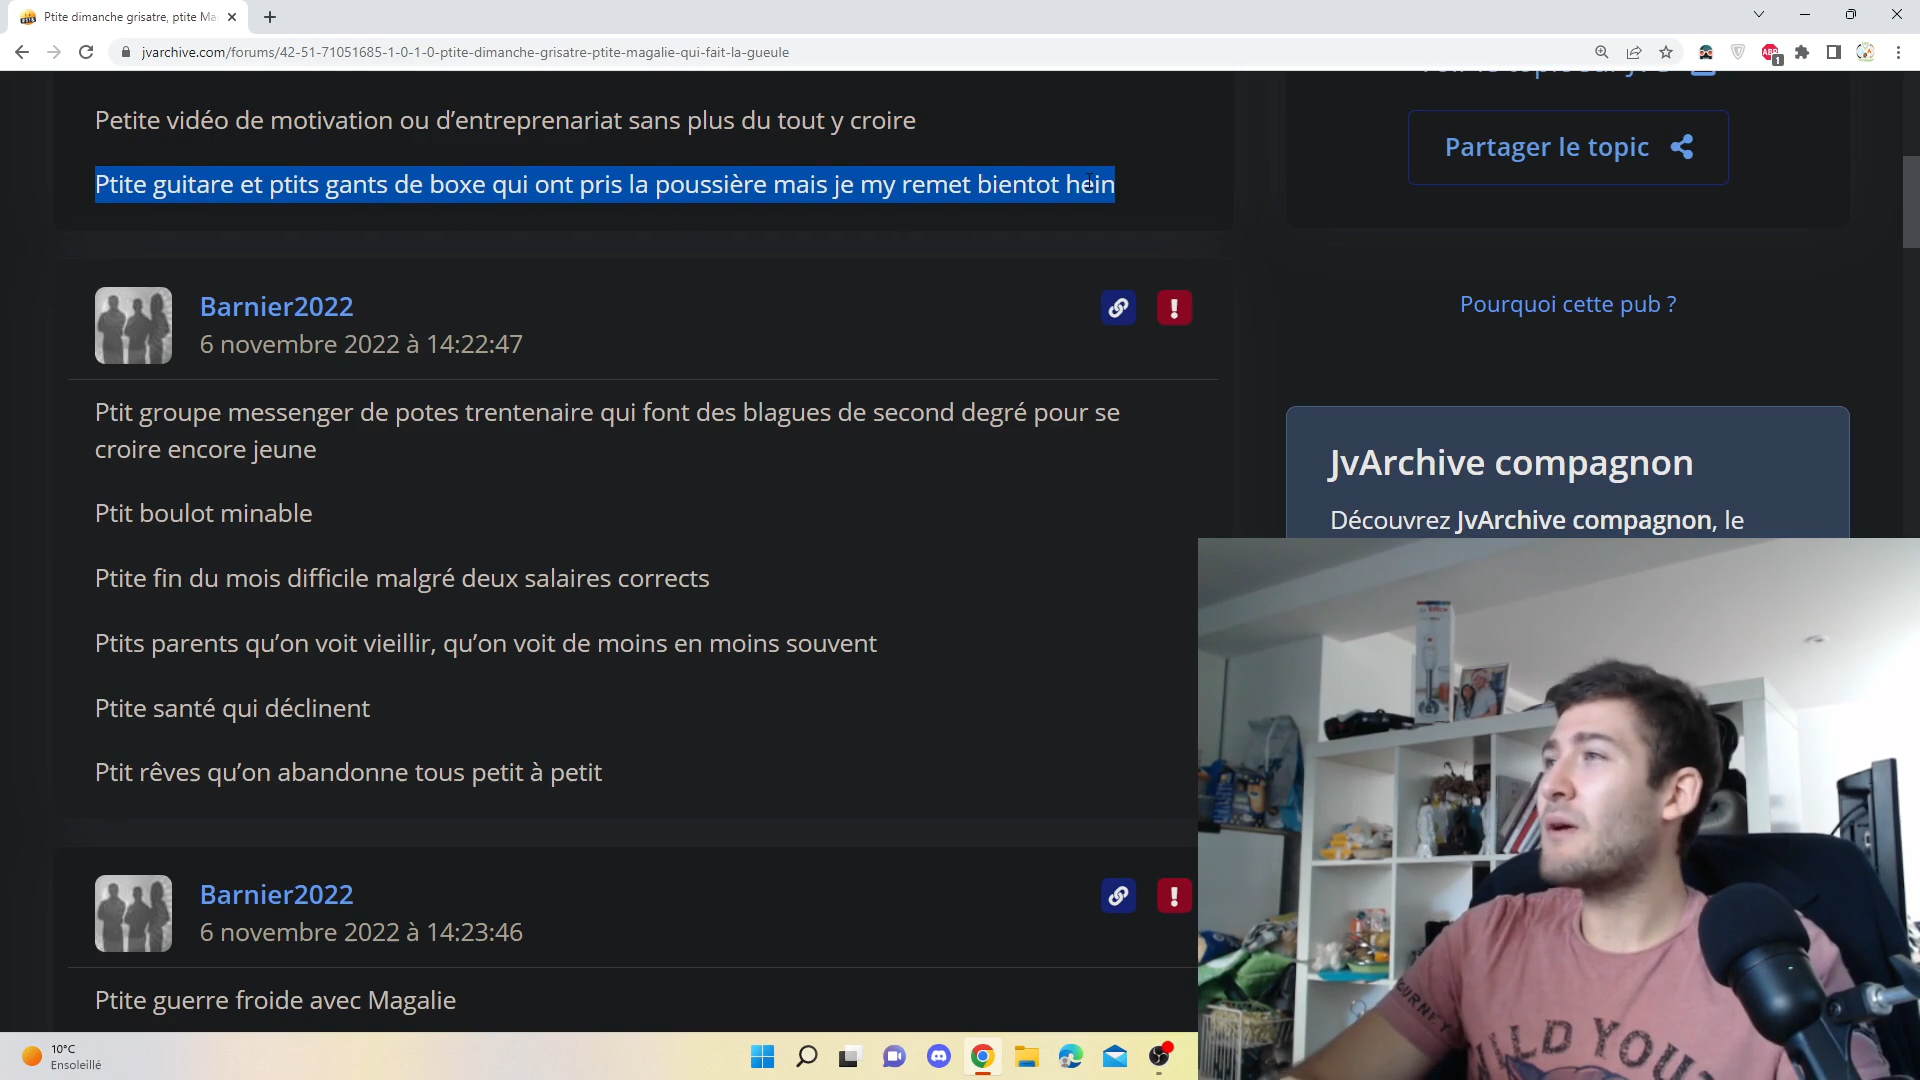 Ptite dimanche grisatre, ptite Ma
jvarchive.com/forums/42-51-71051685-1-0-1-0-ptite-dimanche-grisatre-ptite-magalie-qui-fait-la-gueule
ABP
1
Petite vidéo de motivation ou d’entreprenariat sans plus du tout y croire
Ptite guitare et ptits gants de boxe qui ont pris la poussière mais je my remet bientot hein
Partager le topic
Barnier2022
6 novembre 2022 à 14:22:47
Pourquoi cette pub ?
Ptit groupe messenger de potes trentenaire qui font des blagues de second degré pour se
croire encore jeune
Ptit boulot minable
Ptite fin du mois difficile malgré deux salaires corrects
Ptits parents qu’on voit vieillir, qu’on voit de moins en moins souvent
Ptite santé qui déclinent
Ptit rêves qu’on abandonne tous petit à petit
JvArchive compagnon
Découvrez JvArchive compagnon, le
Barnier2022
6 novembre 2022 à 14:23:46
Ptite guerre froide avec Magalie
10°C
Ensoleillé